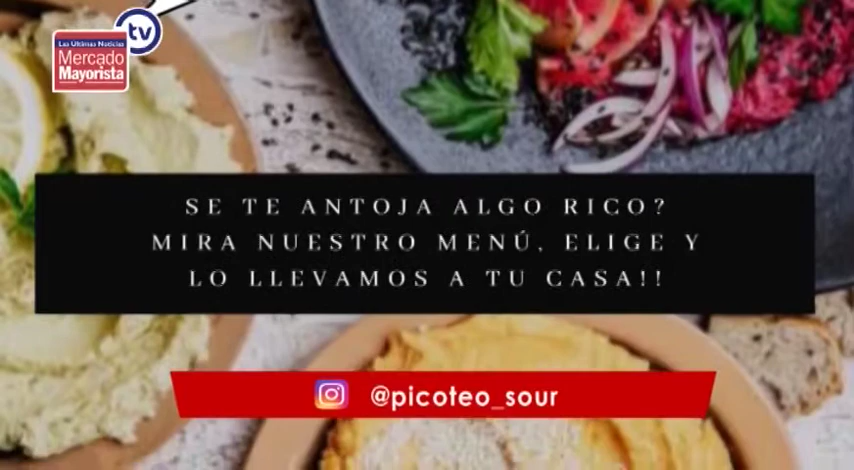 tv
Las Últimas Noticias
Mercado
Mayorista
SE TE ANTOJA ALGO RICO?
MIRA NUESTRO MENÚ, ELIGE Y
LO LLEVAMOS A TU CASA!!
@picoteo_sour